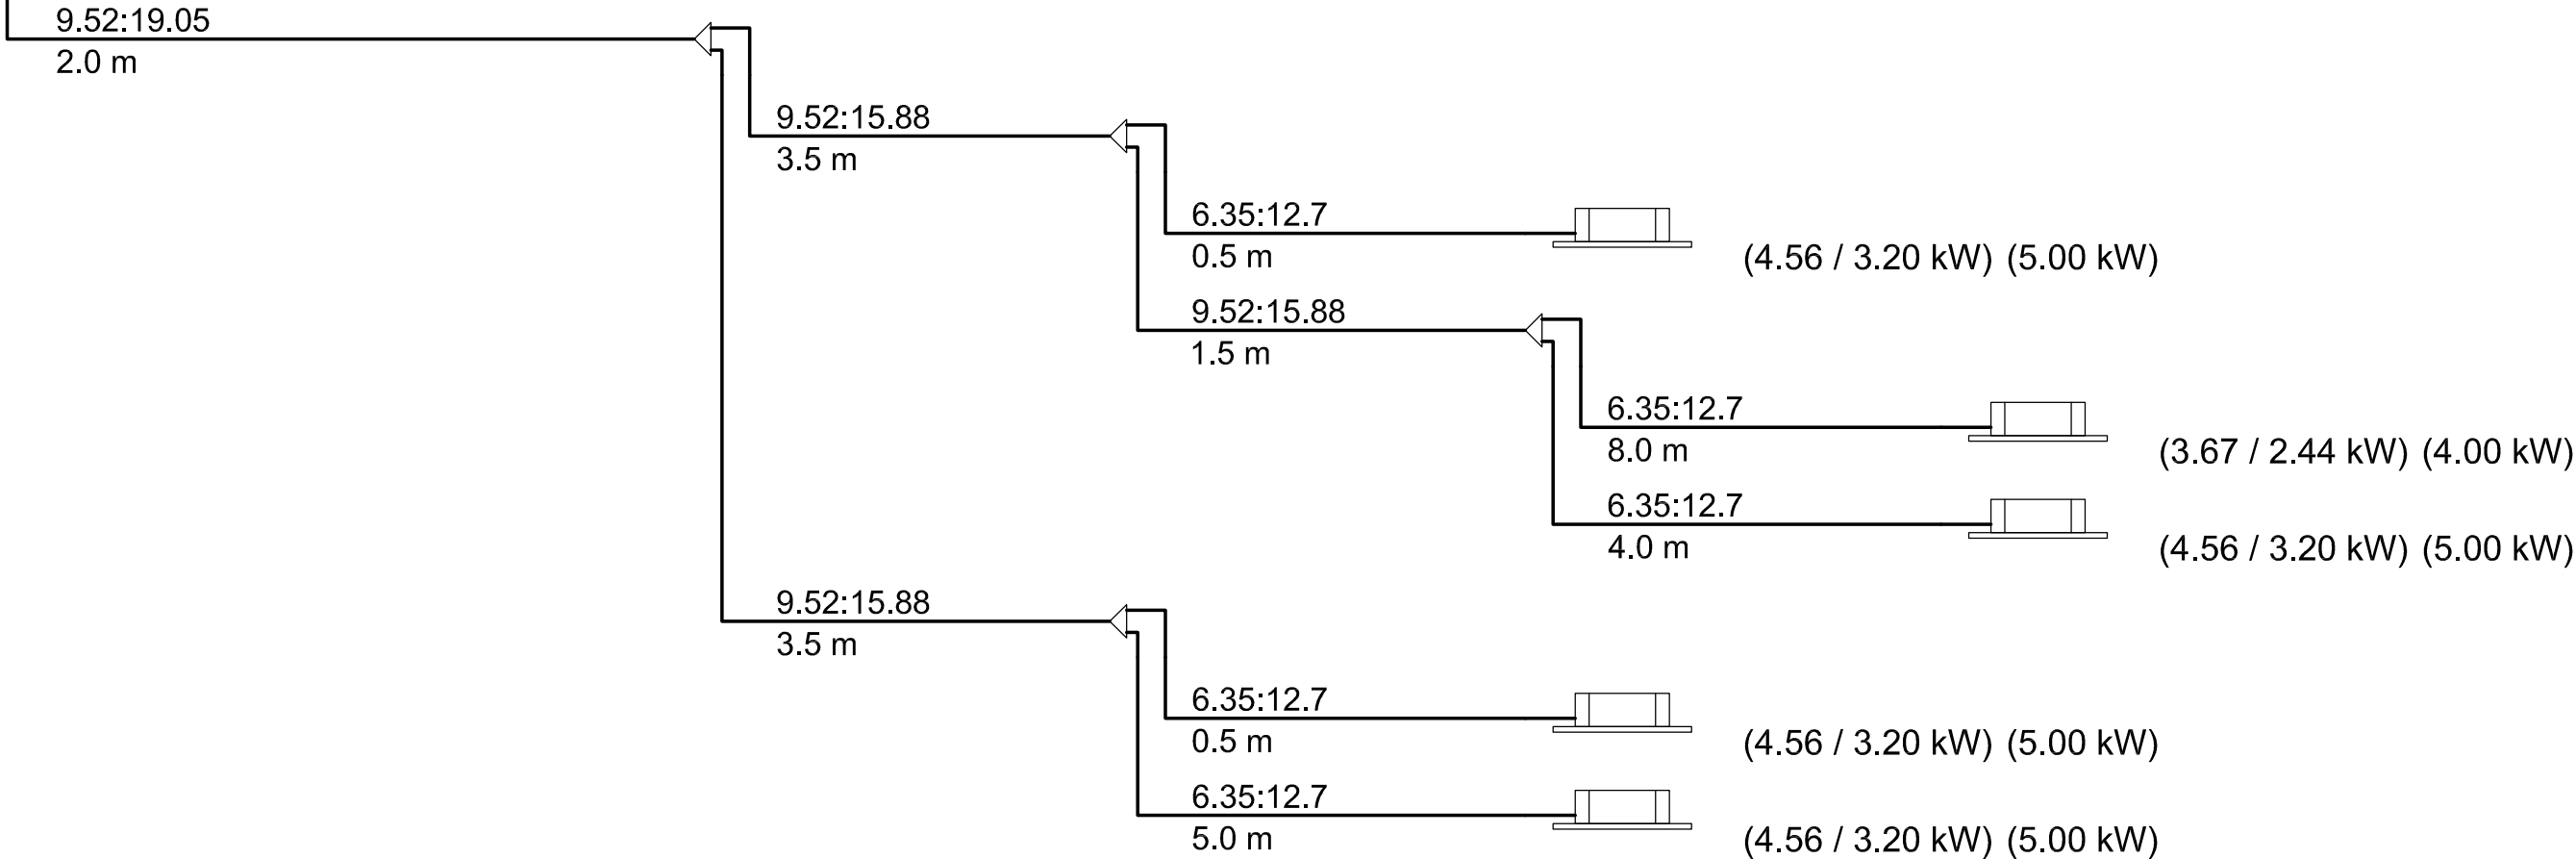 9.52:19.05
2.0 m
9.52:15.88
3.5 m
6.35:12.7
0.5 m
(4.56 / 3.20 kW) (5.00 kW)
9.52:15.88
1.5 m
6.35:12.7
8.0 m
(3.67 / 2.44 kW) (4.00 kW)
6.35:12.7
4.0 m
(4.56 / 3.20 kW) (5.00 kW)
9.52:15.88
3.5 m
6.35:12.7
0.5 m
(4.56 / 3.20 kW) (5.00 kW)
6.35:12.7
5.0 m
(4.56 / 3.20 kW) (5.00 kW)